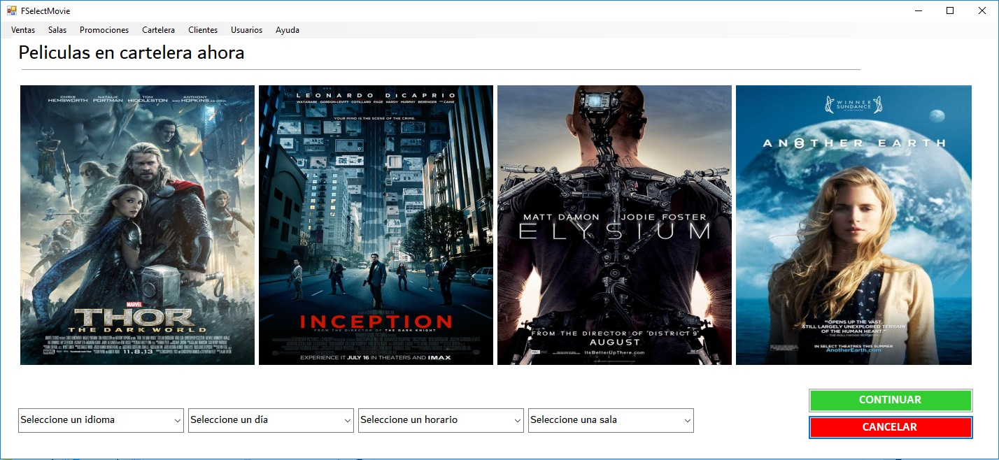 FSelectMovie
Ventas Salas Promociones Cartelera Clientes Usuarios Ayuda
Peliculas en cartelera ahora
CHRIS HEMSWORTH NATALIE PORTMAN TOM HIDDLESTON AND ANTHONY HOPKINS AS ODIN
MARVEL
THOR
THE DARK WORLD
11.8.13
LEONARDO DiCAPRIO
WATANABE GORDON-LEVITT COTILLARD PAGE HARDY MURPHY BERENGER AND CAINE
YOUR MIND IS THE SCENE OF THE CRIME.
INCEPTION
FROM THE DIRECTOR OF THE DARK KNIGHT
EXPERIENCE IT JULY 16 IN THEATERS AND IMAX
MATT DAMON JODIE FOSTER
ELYSIUM
FROM THE DIRECTOR OF 'DISTRICT 9'
AUGUST
ItsBetterUpThere.com
WINNER
SUNDANCE
ANOTHER EARTH
"OPENS UP THE VAST,
STILL LARGELY UNEXPLORED TERRAIN
OF THE HUMAN HEART."
- THE HOLLYWOOD REPORTER
IN SELECT THEATRES THIS SUMMER
AnotherEarth.com
Seleccione un idioma
Seleccione un día
Seleccione un horario
Seleccione una sala
CONTINUAR
CANCELAR